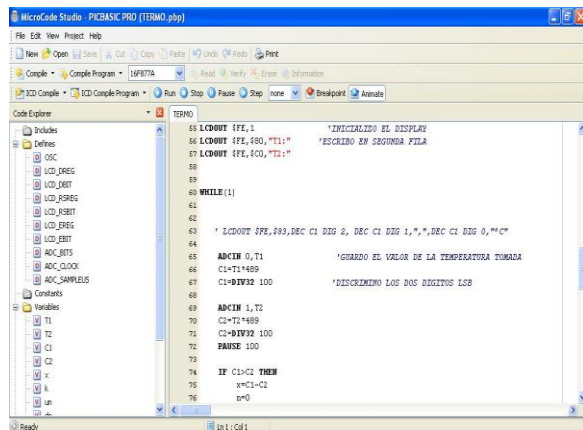 MicroCode Studio - PICBASIC PRO (TERMO.pbp)
File Edit View Project Help
New Open Save Cut Copy Paste Undo Redo Print
Compile Compile Program 16F877A Read Verify Erase Information
ICD Compile ICD Compile Program Run Stop Pause Step none Breakpoint Animate
Code Explorer
TERMO
Includes
Defines
OSC
LCD_DREG
LCD_DBIT
LCD_RSREG
LCD_RSBIT
LCD_EREG
LCD_EBIT
ADC_BITS
ADC_CLOCK
ADC_SAMPLEUS
Constants
Variables
T1
T2
C1
C2
x
k
un
55 LCDOUT $FE,1 'INICIALIZO EL DISPLAY
56 LCDOUT $FE,$80,"T1:" 'ESCRIBO EN SEGUNDA FILA
57 LCDOUT $FE,$C0,"T2:"
58
59
60 WHILE(1)
61
62
63 ' LCDOUT $FE,$83,DEC C1 DIG 2, DEC C1 DIG 1,",",DEC C1 DIG 0,"°C"
64
65 ADCIN 0,T1 'GUARDO EL VALOR DE LA TEMPERATURA TOMADA
66 C1=T1*489
67 C1=DIV32 100 'DISCRIMINO LOS DOS DIGITOS LSB
68
69 ADCIN 1,T2
70 C2=T2*489
71 C2=DIV32 100
72 PAUSE 100
73
74 IF C1>C2 THEN
75 x=C1-C2
76 n=0
Ready
Ln 1 : Col 1